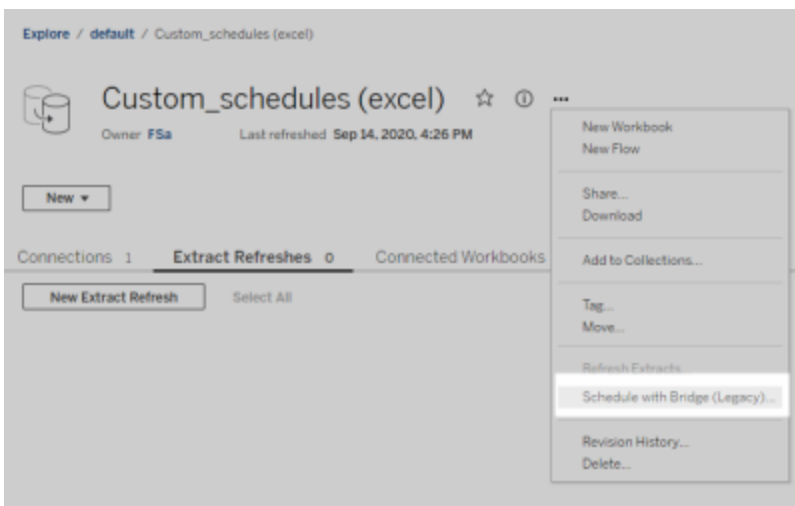 Explore / default / Custom_schedules (excel)
Custom_schedules (excel)
Owner FSa Last refreshed Sep 14, 2020, 4:26 PM
New
Connections 1 Extract Refreshes 0 Connected Workbooks
New Extract Refresh Select All
New Workbook
New Flow
Share...
Download
Add to Collections...
Tag...
Move...
Refresh Extracts...
Schedule with Bridge (Legacy)...
Revision History...
Delete...